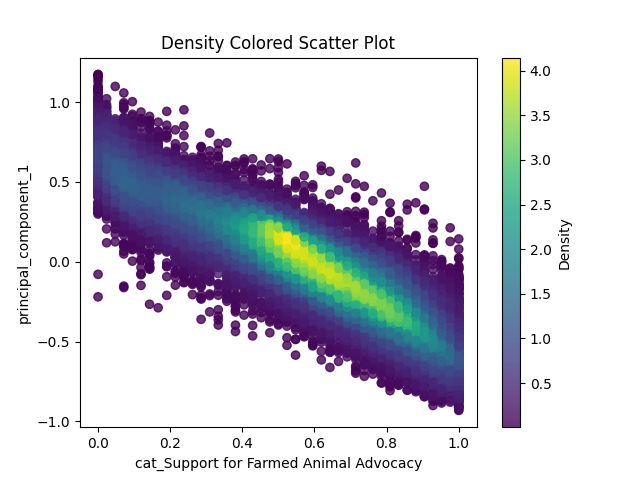 Density Colored Scatter Plot
principal_component_1
1.0
0.5
0.0
−0.5
−1.0
0.0 0.2 0.4 0.6 0.8 1.0
cat_Support for Farmed Animal Advocacy
4.0
3.5
3.0
2.5
2.0
1.5
1.0
0.5
Density